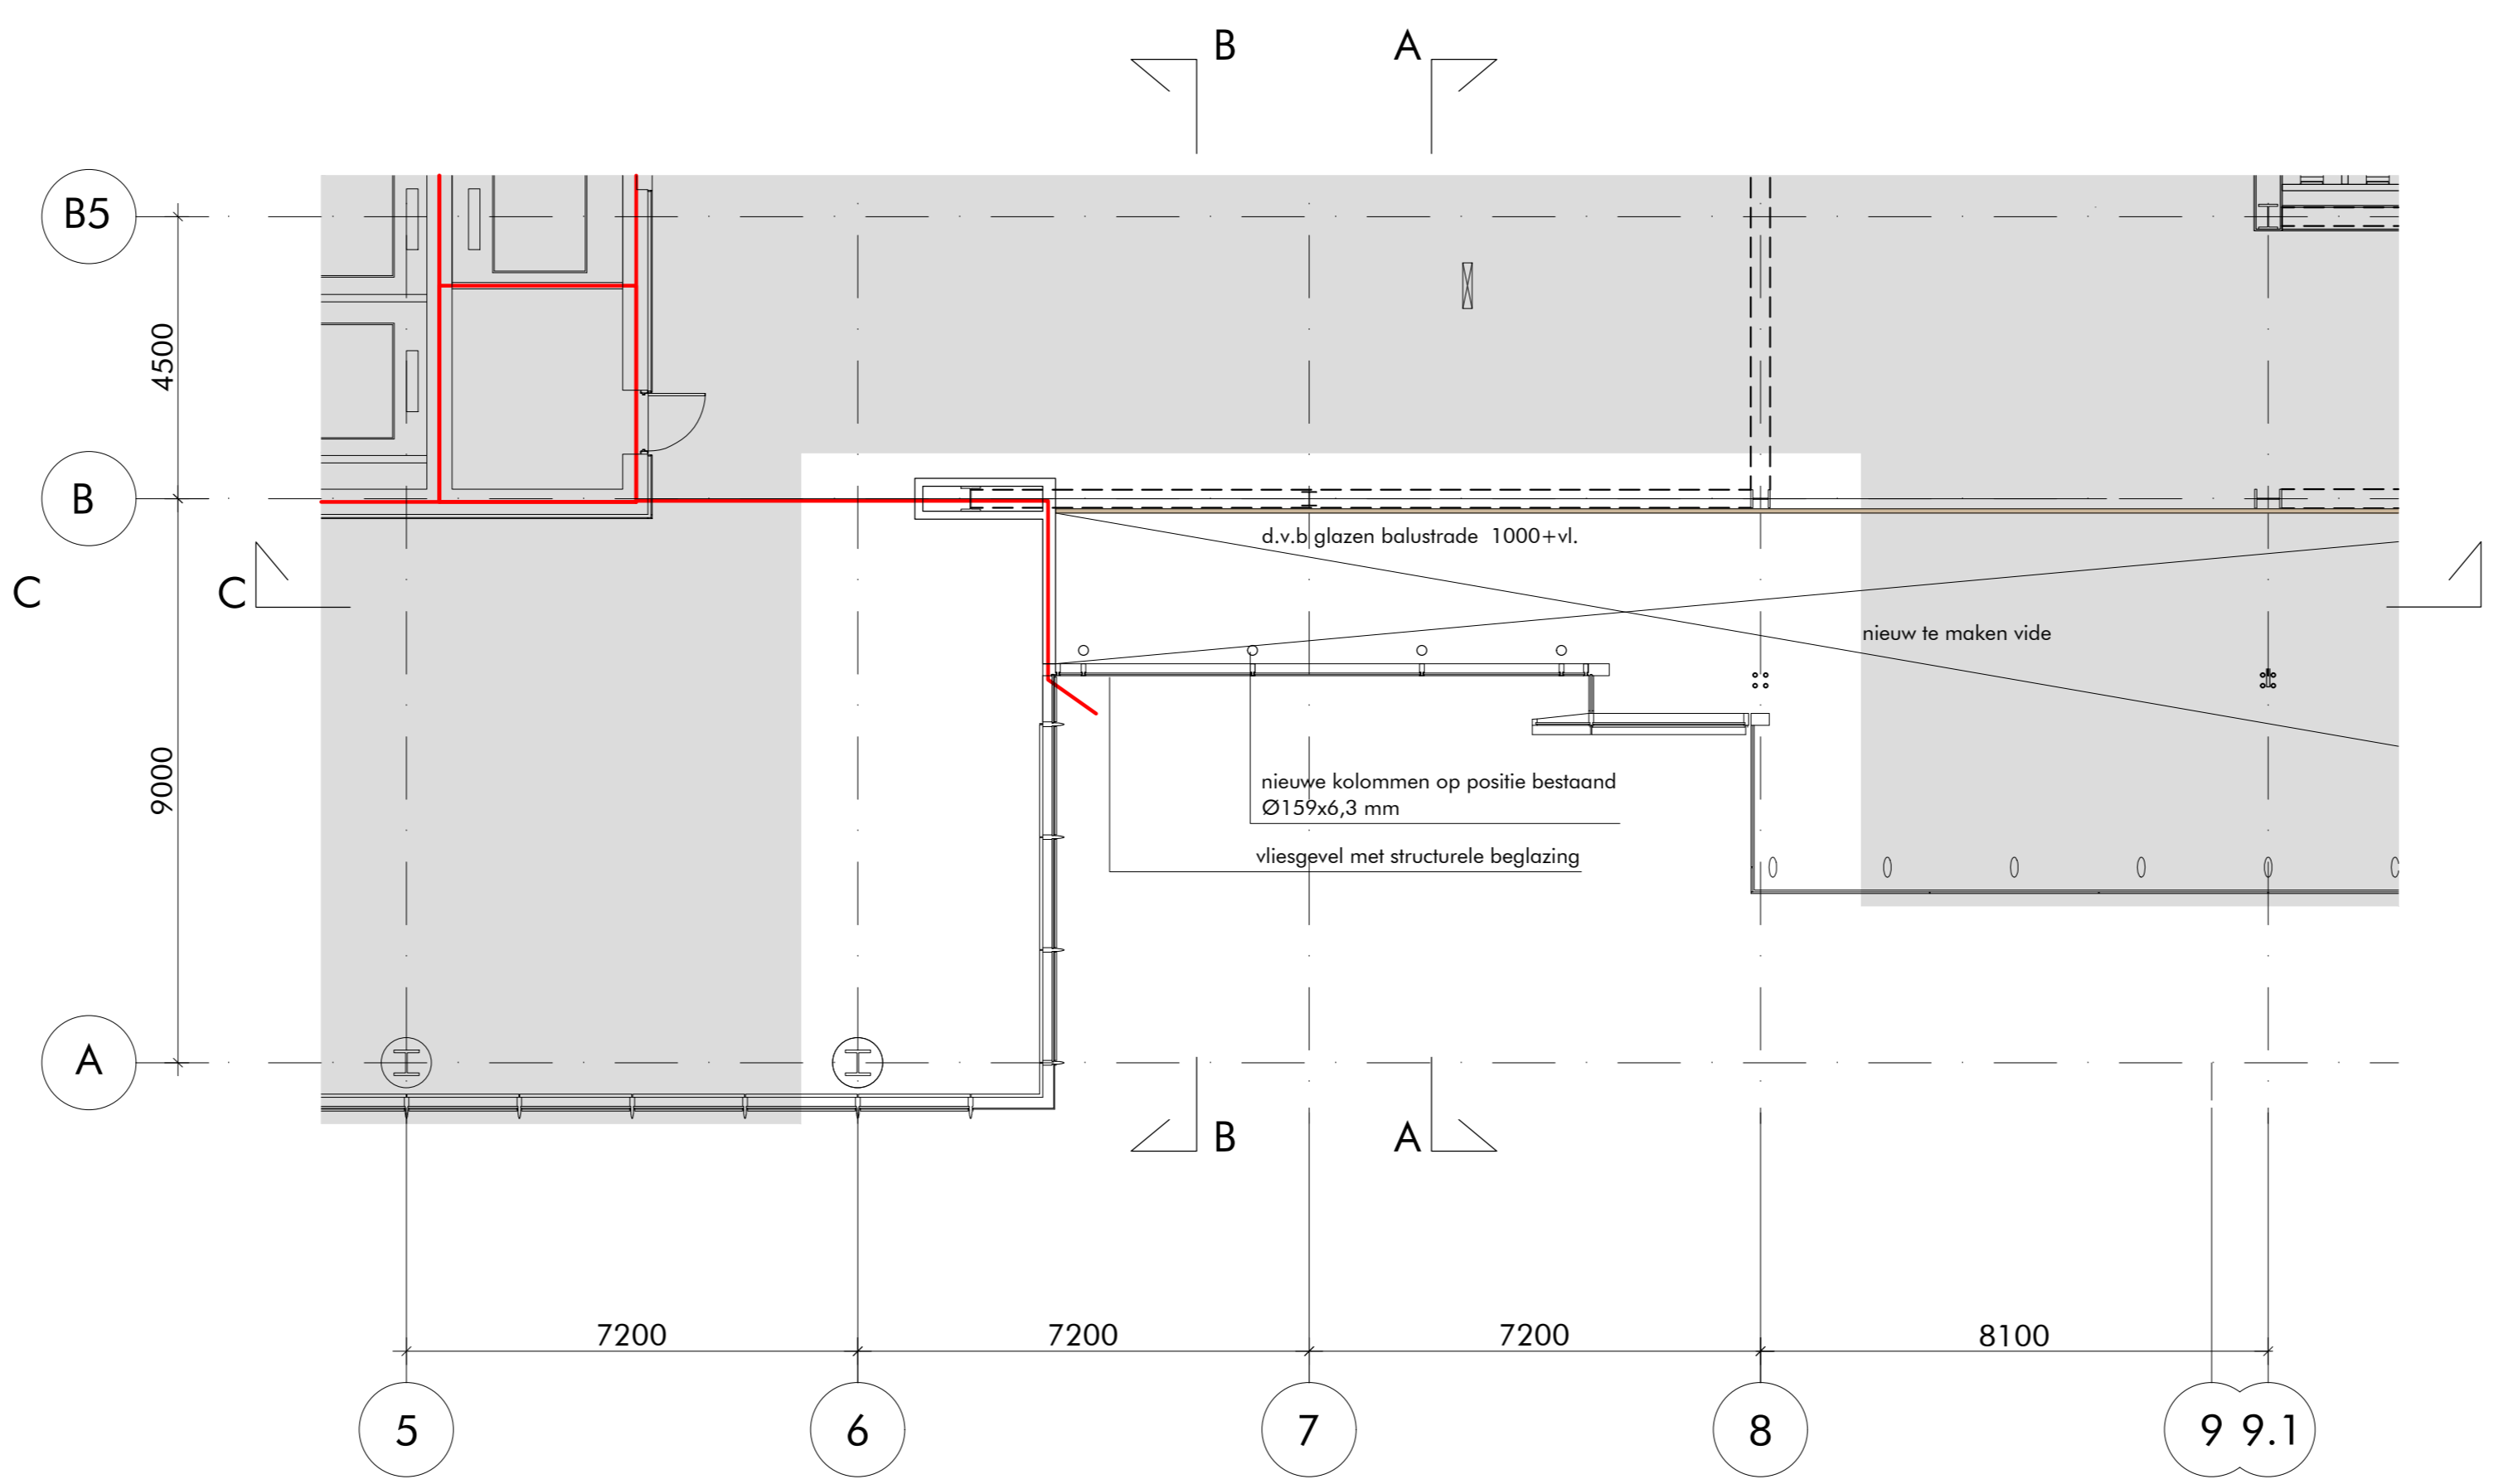 B A
B5
4500
B
d.v.b glazen balustrade 1000+vl.
C C
nieuw te maken vide
9000
nieuwe kolommen op positie bestaand
Ø159x6,3 mm
vliesgevel met structurele beglazing
A
B A
7200 7200 7200 8100
5 6 7 8 9 9.1